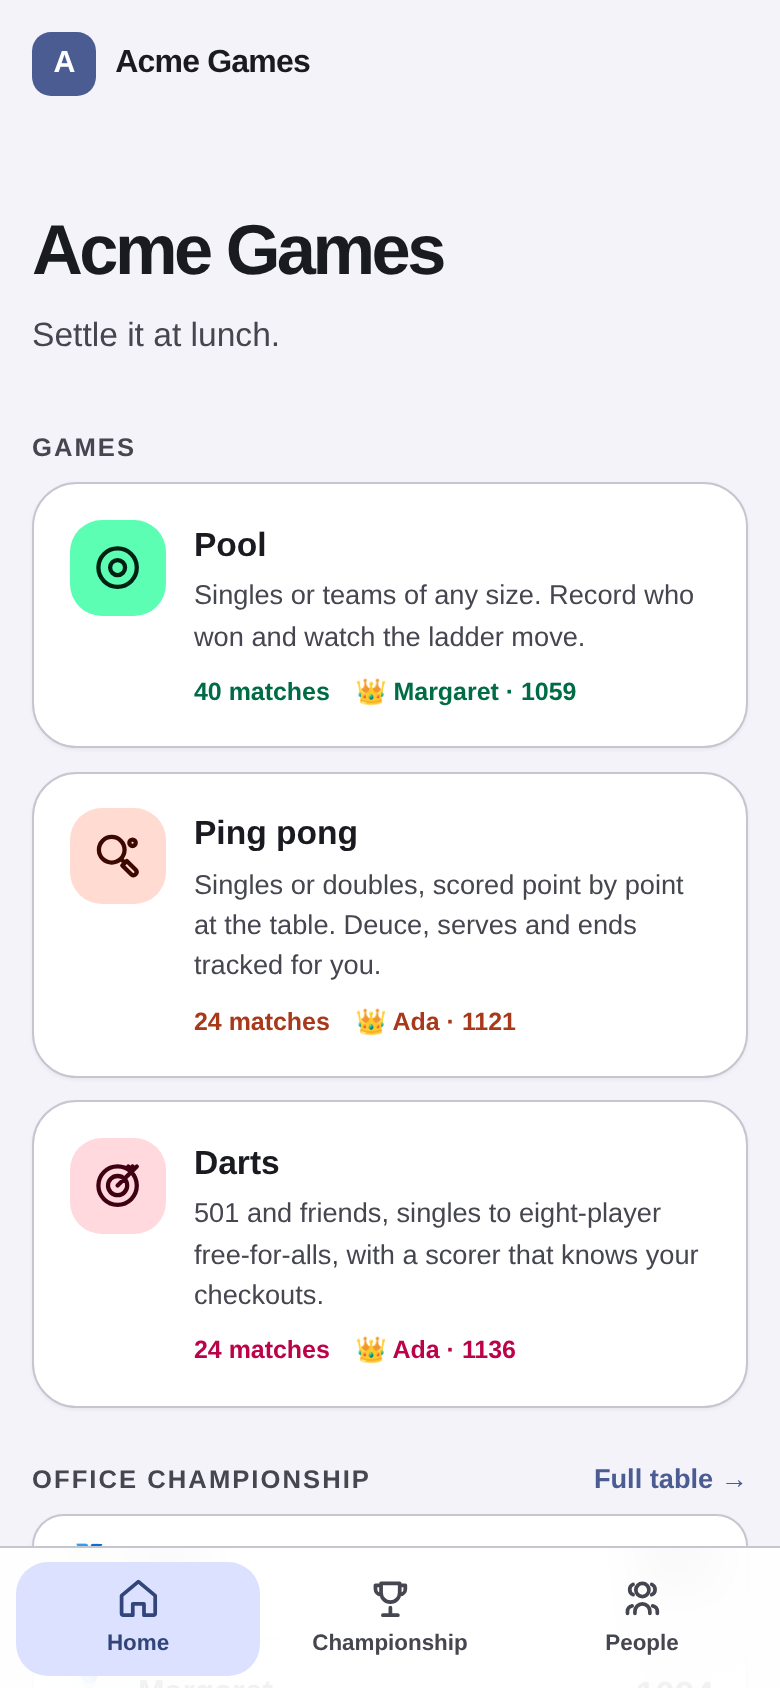 A
Acme Games
Acme Games
Settle it at lunch.
GAMES
Pool
Singles or teams of any size. Record who
won and watch the ladder move.
40 matches 👑 Margaret · 1059
Ping pong
Singles or doubles, scored point by point
at the table. Deuce, serves and ends
tracked for you.
24 matches 👑 Ada · 1121
Darts
501 and friends, singles to eight-player
free-for-alls, with a scorer that knows your
checkouts.
24 matches 👑 Ada · 1136
OFFICE CHAMPIONSHIP
Full table →
Home
Championship
People
Margaret